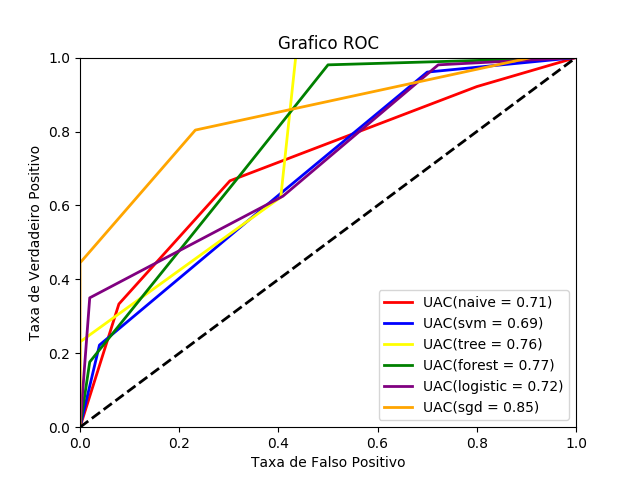 Grafico ROC
Taxa de Verdadeiro Positivo
1.0
0.8
0.6
0.4
0.2
0.0
UAC(naive = 0.71)
UAC(svm = 0.69)
UAC(tree = 0.76)
UAC(forest = 0.77)
UAC(logistic = 0.72)
UAC(sgd = 0.85)
0.0 0.2 0.4 0.6 0.8 1.0
Taxa de Falso Positivo